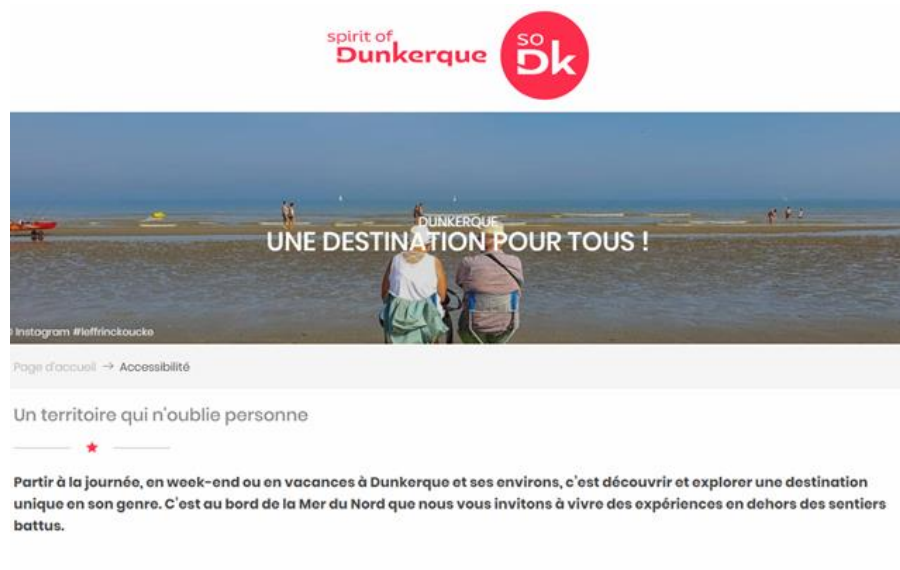 spirit of
Dunkerque
SO
Dk
DUNKERQUE
UNE DESTINATION POUR TOUS !
Instagram #leffrinckoucke
Page d'accueil → Accessibilité
Un territoire qui n'oublie personne
Partir à la journée, en week-end ou en vacances à Dunkerque et ses environs, c'est découvrir et explorer une destination
unique en son genre. C'est au bord de la Mer du Nord que nous vous invitons à vivre des expériences en dehors des sentiers
battus.